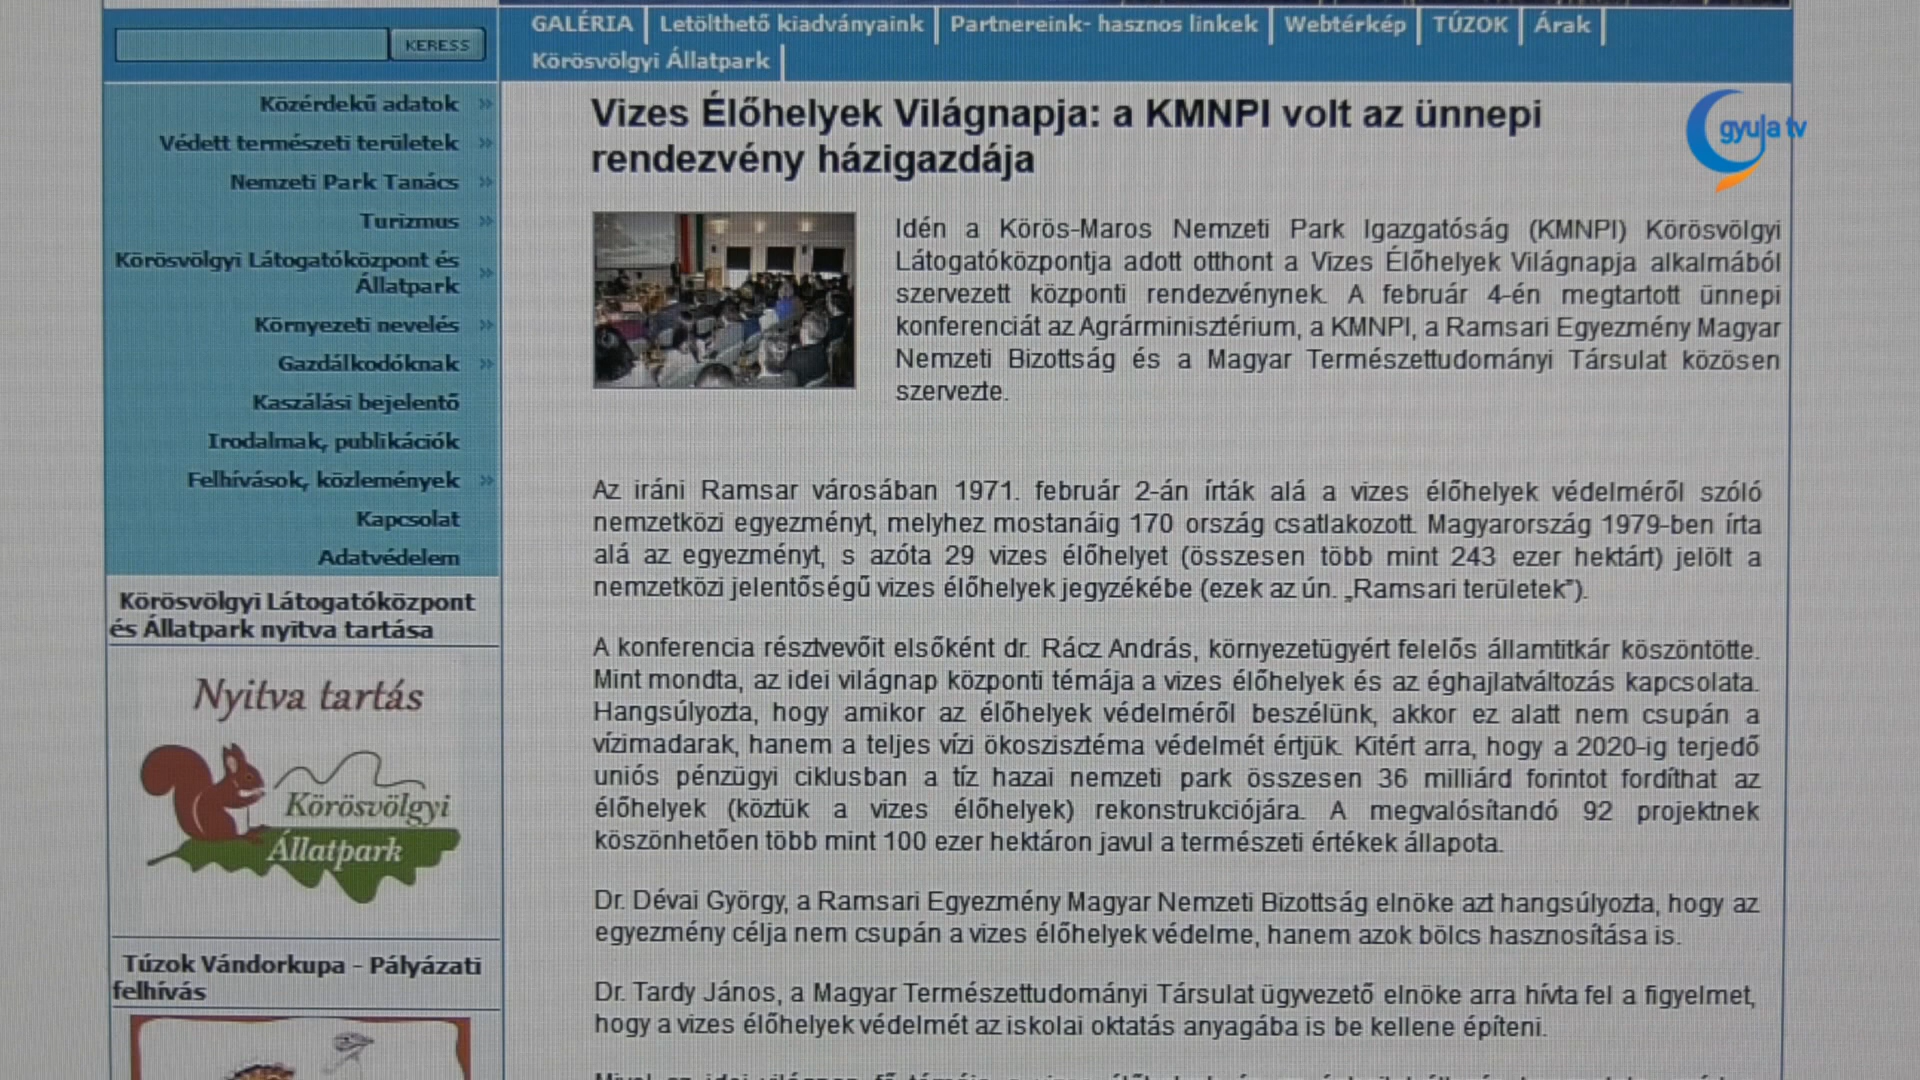 GALÉRIA
Letölthető kiadványaink
Partnereink- hasznos linkek
Webtérkép
TÚZOK
Árak
Körösvölgyi Állatpark
KERESS
Közérdekű adatok
Védett természeti területek
Nemzeti Park Tanács
Turizmus
Körösvölgyi Látogatóközpont és
Állatpark
Környezeti nevelés
Gazdálkodóknak
Kaszálási bejelentő
Irodalmak, publikációk
Felhívások, közlemények
Kapcsolat
Adatvédelem
Körösvölgyi Látogatóközpont
és Állatpark nyitva tartása
Nyitva tartás
Körösvölgyi
Állatpark
Túzok Vándorkupa - Pályázati
felhívás
gyula tv
Vizes Élőhelyek Világnapja: a KMNPI volt az ünnepi
rendezvény házigazdája
Idén a Körös-Maros Nemzeti Park Igazgatóság (KMNPI) Körösvölgyi
Látogatóközpontja adott otthont a Vizes Élőhelyek Világnapja alkalmából
szervezett központi rendezvénynek. A február 4-én megtartott ünnepi
konferenciát az Agrárminisztérium, a KMNPI, a Ramsari Egyezmény Magyar
Nemzeti Bizottság és a Magyar Természettudományi Társulat közösen
szervezte.
Az iráni Ramsar városában 1971. február 2-án írták alá a vizes élőhelyek védelméről szóló
nemzetközi egyezményt, melyhez mostanáig 170 ország csatlakozott. Magyarország 1979-ben írta
alá az egyezményt, s azóta 29 vizes élőhelyet (összesen több mint 243 ezer hektárt) jelölt a
nemzetközi jelentőségű vizes élőhelyek jegyzékébe (ezek az ún. „Ramsari területek").
A konferencia résztvevőit elsőként dr. Rácz András, környezetügyért felelős államtitkár köszöntötte.
Mint mondta, az idei világnap központi témája a vizes élőhelyek és az éghajlatváltozás kapcsolata.
Hangsúlyozta, hogy amikor az élőhelyek védelméről beszélünk, akkor ez alatt nem csupán a
vízimadarak, hanem a teljes vízi ökoszisztéma védelmét értjük. Kitért arra, hogy a 2020-ig terjedő
uniós pénzügyi ciklusban a tíz hazai nemzeti park összesen 36 milliárd forintot fordíthat az
élőhelyek (köztük a vizes élőhelyek) rekonstrukciójára. A megvalósítandó 92 projektnek
köszönhetően több mint 100 ezer hektáron javul a természeti értékek állapota.
Dr. Dévai György, a Ramsari Egyezmény Magyar Nemzeti Bizottság elnöke azt hangsúlyozta, hogy az
egyezmény célja nem csupán a vizes élőhelyek védelme, hanem azok bölcs hasznosítása is.
Dr. Tardy János, a Magyar Természettudományi Társulat ügyvezető elnöke arra hívta fel a figyelmet,
hogy a vizes élőhelyek védelmét az iskolai oktatás anyagába is be kellene építeni.